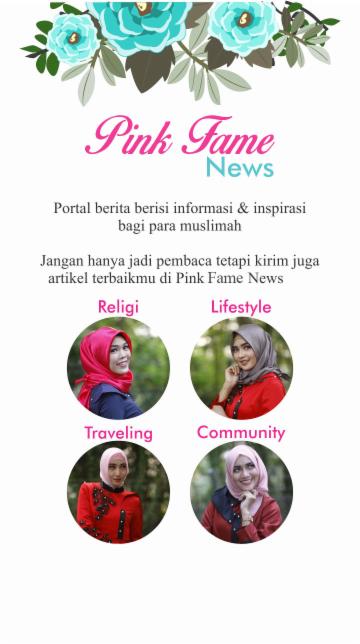 Pink Fame
News
Portal berita berisi informasi & inspirasi
bagi para muslimah
Jangan hanya jadi pembaca tetapi kirim juga
artikel terbaikmu di Pink Fame News
Religi
Lifestyle
Traveling
Community